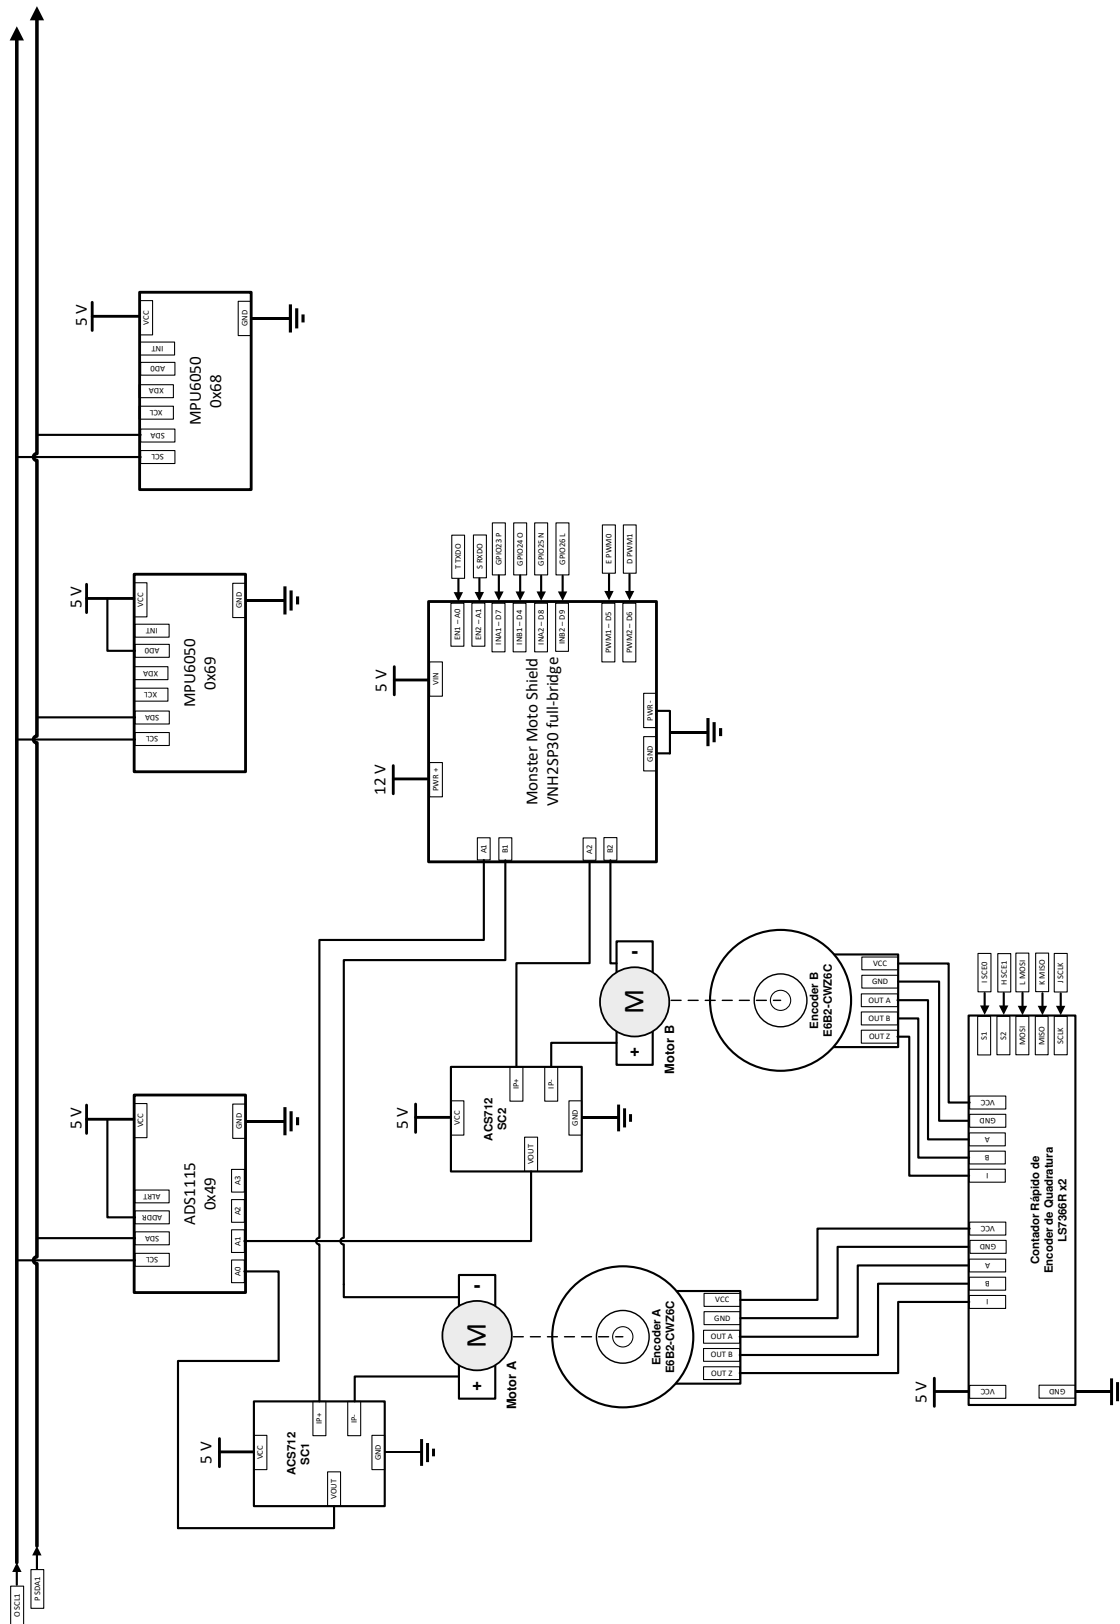 O SCL1
P SDA1
5 V
VCC
INT
AD0
XDA
XCL
SDA
SCL
GND
MPU6050
0x68
5 V
VCC
INT
AD0
XDA
XCL
SDA
SCL
GND
MPU6050
0x69
5 V
VCC
ALRT
ADDR
SDA
SCL
GND
A3
A2
A1
A0
ADS1115
0x49
T TXD0
S RXD0
GPIO23 P
GPIO24 O
GPIO25 N
GPIO26 L
E PWM0
D PWM1
EN1 – A0
EN2 – A1
INA1 – D7
INB1 – D4
INA2 – D8
INB2 – D9
PWM1 – D5
PWM2 – D6
5 V
VIN
12 V
PWR +
Monster Moto Shield
VNH2SP30 full-bridge
PWR -
GND
A1
B1
A2
B2
5 V
VCC
ACS712
SC2
IP+
IP-
VOUT
GND
5 V
VCC
ACS712
SC1
IP+
IP-
VOUT
GND
-
M
+
Motor B
-
M
+
Motor A
Encoder B
E6B2-CWZ6C
VCC
GND
OUT A
OUT B
OUT Z
Encoder A
E6B2-CWZ6C
VCC
GND
OUT A
OUT B
OUT Z
I SCE0
H SCE1
L MOSI
K MISO
J SCLK
S1
S2
MOSI
MISO
SCLK
VCC
GND
A
B
I
VCC
GND
A
B
I
Contador Rápido de
Encoder de Quadratura
LS7366R x2
5 V
VCC
GND